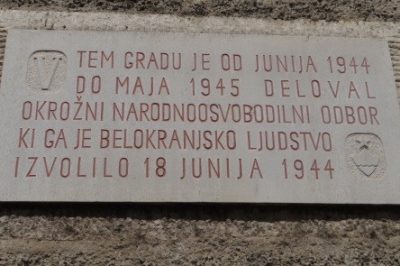 V TEM GRADU JE OD JUNIJA 1944
DO MAJA 1945 DELOVAL
OKROŽNI NARODNOOSVOBODILNI ODBOR
KI GA JE BELOKRANJSKO LJUDSTVO
IZVOLILO 18 JUNIJA 1944